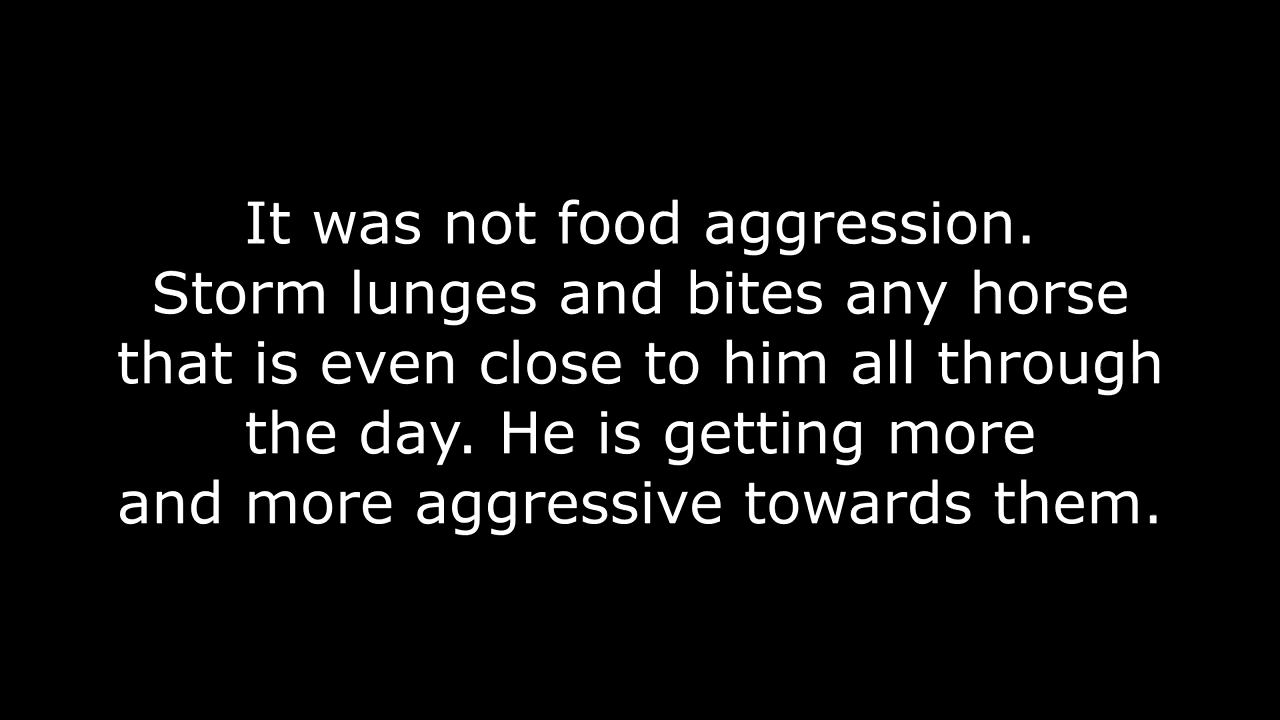 It was not food aggression.
Storm lunges and bites any horse
that is even close to him all through
the day. He is getting more
and more aggressive towards them.